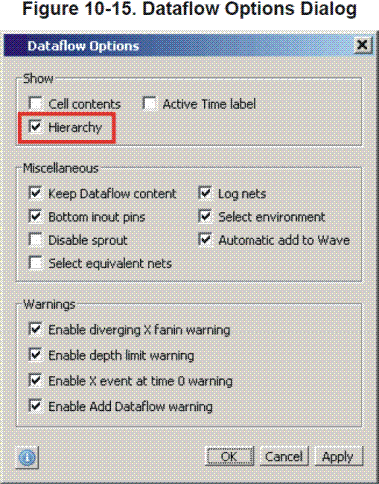 Figure 10-15. Dataflow Options Dialog
Dataflow Options
Show
Cell contents Active Time label
Hierarchy
Miscellaneous
Keep Dataflow content Log nets
Bottom inout pins Select environment
Disable sprout Automatic add to Wave
Select equivalent nets
Warnings
Enable diverging X fanin warning
Enable depth limit warning
Enable X event at time 0 warning
Enable Add Dataflow warning
OK Cancel Apply